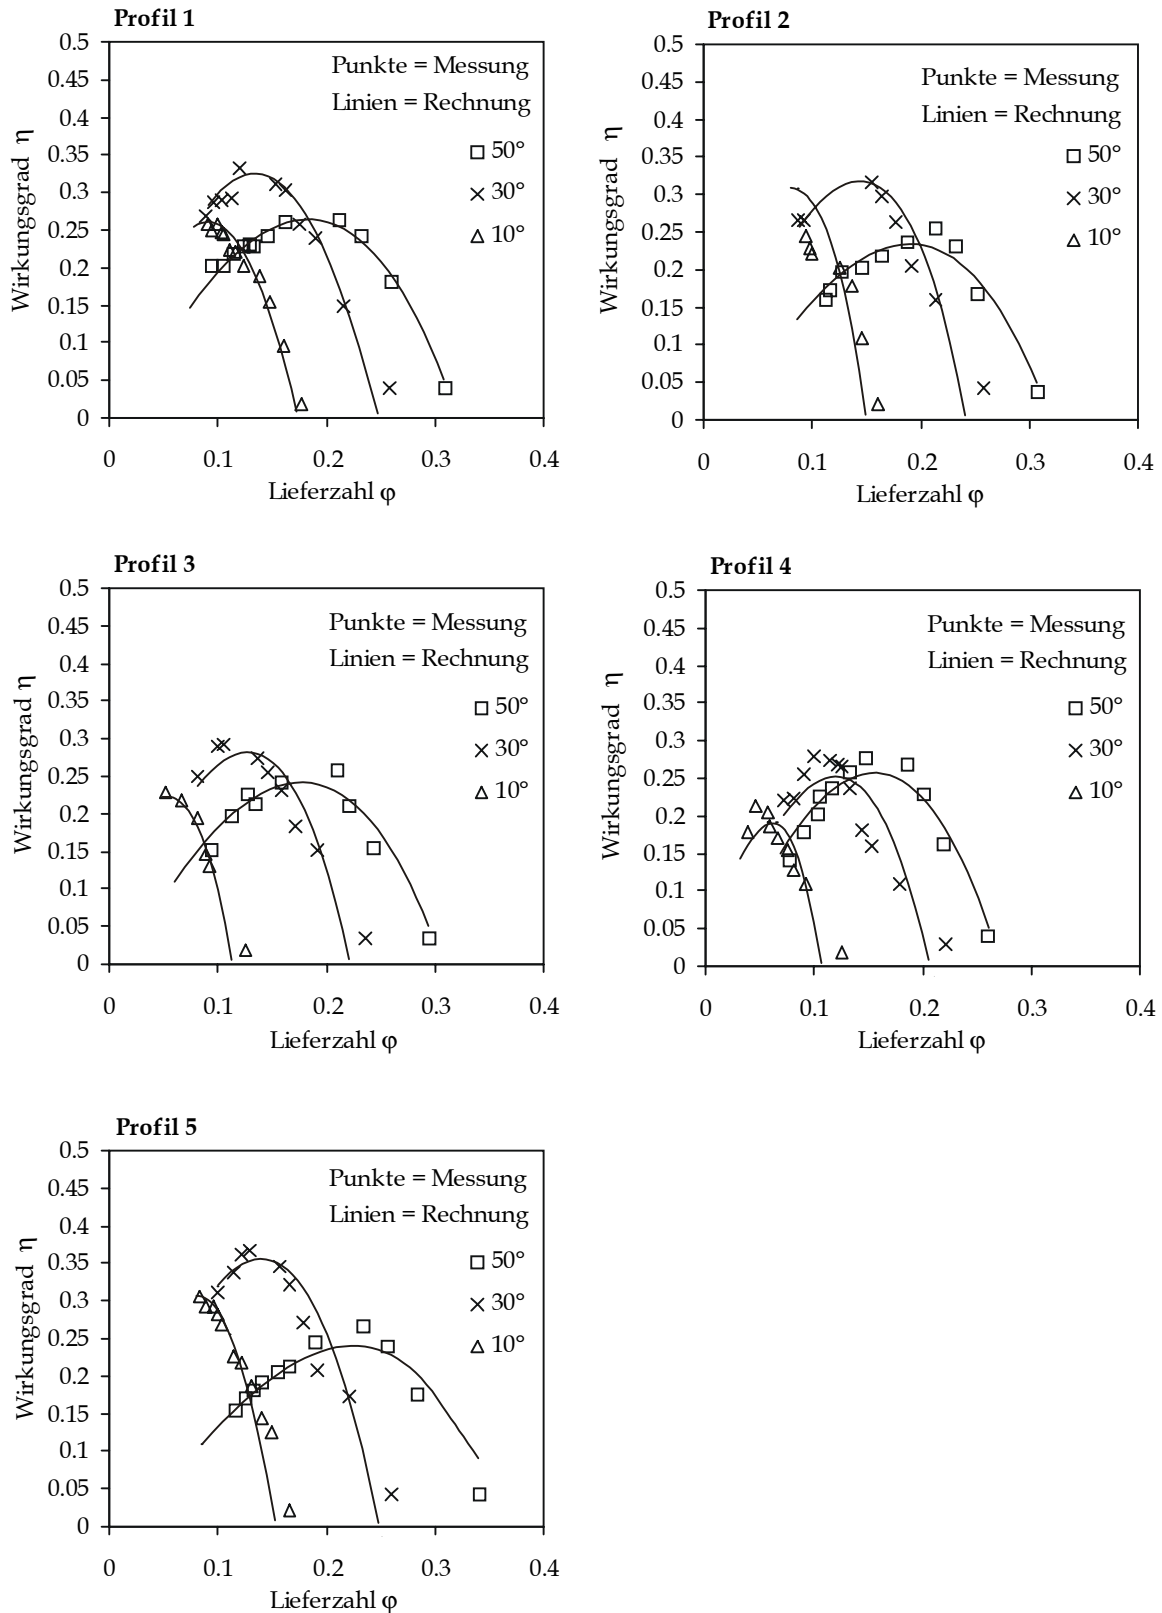 Profil 1
0.5
0.45
0.4
0.35
0.3
0.25
0.2
0.15
0.1
0.05
0
Wirkungsgrad η
Punkte = Messung
Linien = Rechnung
50°
30°
10°
0 0.1 0.2 0.3 0.4
Lieferzahl φ
Profil 2
0.5
0.45
0.4
0.35
0.3
0.25
0.2
0.15
0.1
0.05
0
Wirkungsgrad η
Punkte = Messung
Linien = Rechnung
50°
30°
10°
0 0.1 0.2 0.3 0.4
Lieferzahl φ
Profil 3
0.5
0.45
0.4
0.35
0.3
0.25
0.2
0.15
0.1
0.05
0
Wirkungsgrad η
Punkte = Messung
Linien = Rechnung
50°
30°
10°
0 0.1 0.2 0.3 0.4
Lieferzahl φ
Profil 4
0.5
0.45
0.4
0.35
0.3
0.25
0.2
0.15
0.1
0.05
0
Wirkungsgrad η
Punkte = Messung
Linien = Rechnung
50°
30°
10°
0 0.1 0.2 0.3 0.4
Lieferzahl φ
Profil 5
0.5
0.45
0.4
0.35
0.3
0.25
0.2
0.15
0.1
0.05
0
Wirkungsgrad η
Punkte = Messung
Linien = Rechnung
50°
30°
10°
0 0.1 0.2 0.3 0.4
Lieferzahl φ